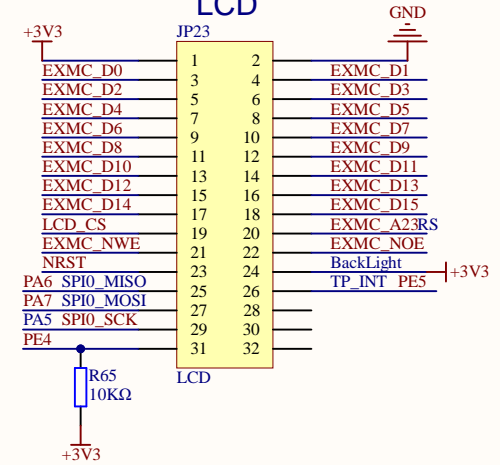 LCD
GND
+3V3
JP23
1 2
EXMC_D0 3 4 EXMC_D1
EXMC_D2 5 6 EXMC_D3
EXMC_D4 7 8 EXMC_D5
EXMC_D6 9 10 EXMC_D7
EXMC_D8 11 12 EXMC_D9
EXMC_D10 13 14 EXMC_D11
EXMC_D12 15 16 EXMC_D13
EXMC_D14 17 18 EXMC_D15
LCD_CS 19 20 EXMC_A23RS
EXMC_NWE 21 22 EXMC_NOE
NRST 23 24 BackLight +3V3
PA6 SPI0_MISO 25 26 TP_INT PE5
PA7 SPI0_MOSI 27 28
PA5 SPI0_SCK 29 30
PE4 31 32
LCD
R65
10KΩ
+3V3